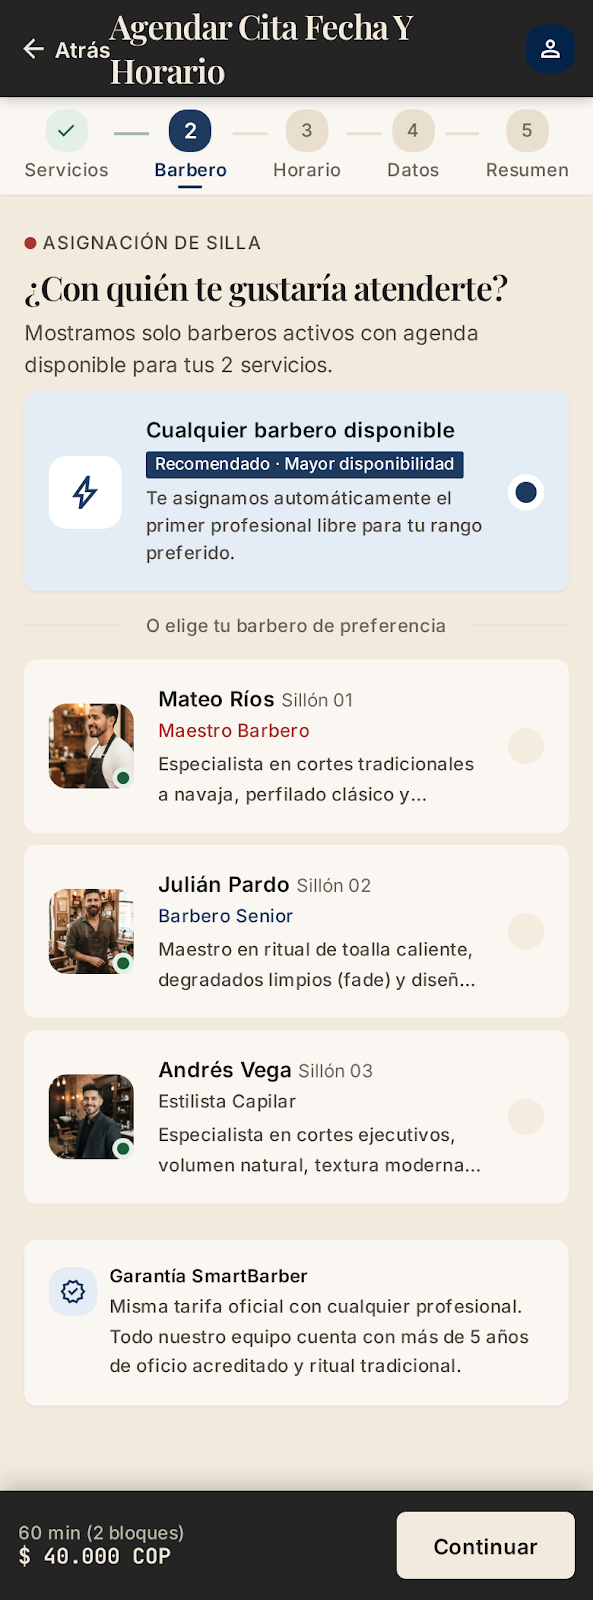 Atrás
Agendar Cita Fecha Y
Horario
2
3
4
5
Servicios
Barbero
Horario
Datos
Resumen
ASIGNACIÓN DE SILLA
¿Con quién te gustaría atenderte?
Mostramos solo barberos activos con agenda
disponible para tus 2 servicios.
Cualquier barbero disponible
Recomendado · Mayor disponibilidad
Te asignamos automáticamente el
primer profesional libre para tu rango
preferido.
O elige tu barbero de preferencia
Mateo Ríos Sillón 01
Maestro Barbero
Especialista en cortes tradicionales
a navaja, perfilado clásico y...
Julián Pardo Sillón 02
Barbero Senior
Maestro en ritual de toalla caliente,
degradados limpios (fade) y diseñ...
Andrés Vega Sillón 03
Estilista Capilar
Especialista en cortes ejecutivos,
volumen natural, textura moderna...
Garantía SmartBarber
Misma tarifa oficial con cualquier profesional.
Todo nuestro equipo cuenta con más de 5 años
de oficio acreditado y ritual tradicional.
60 min (2 bloques)
$ 40.000 COP
Continuar